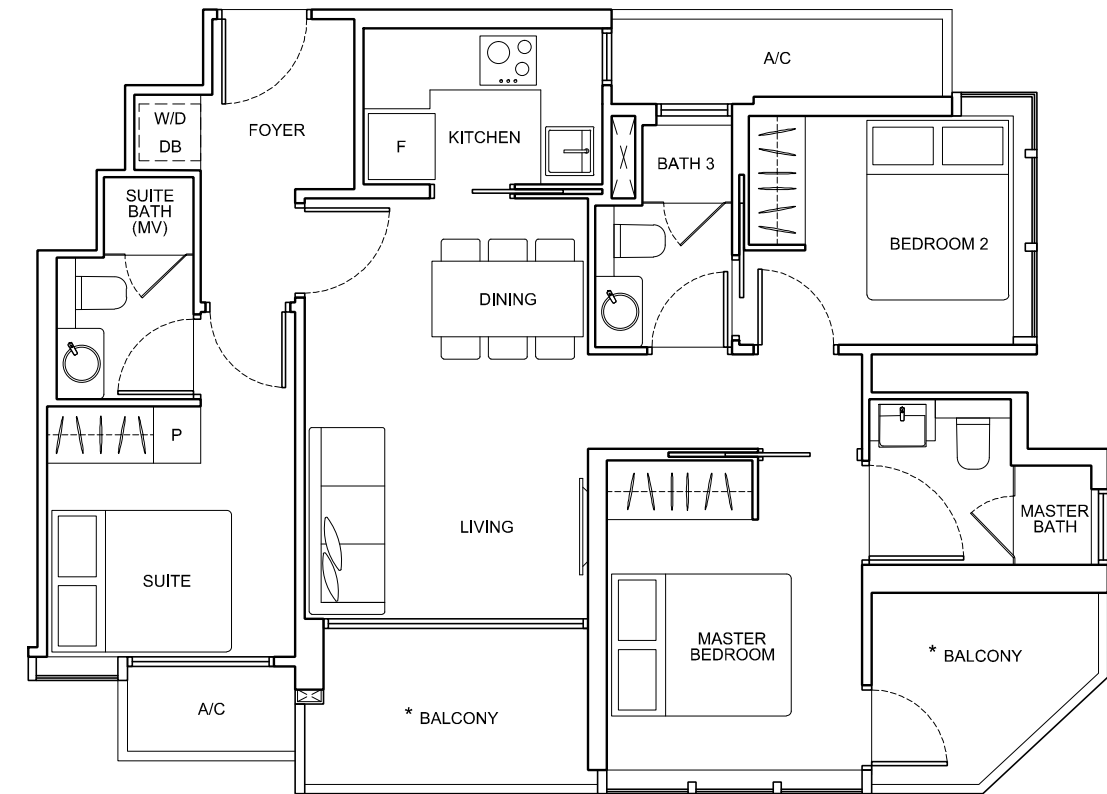 A/C
W/D
DB
FOYER
KITCHEN
F
BATH 3
SUITE
BATH
(MV)
BEDROOM 2
DINING
P
LIVING
MASTER
BATH
SUITE
MASTER
BEDROOM
* BALCONY
A/C
* BALCONY